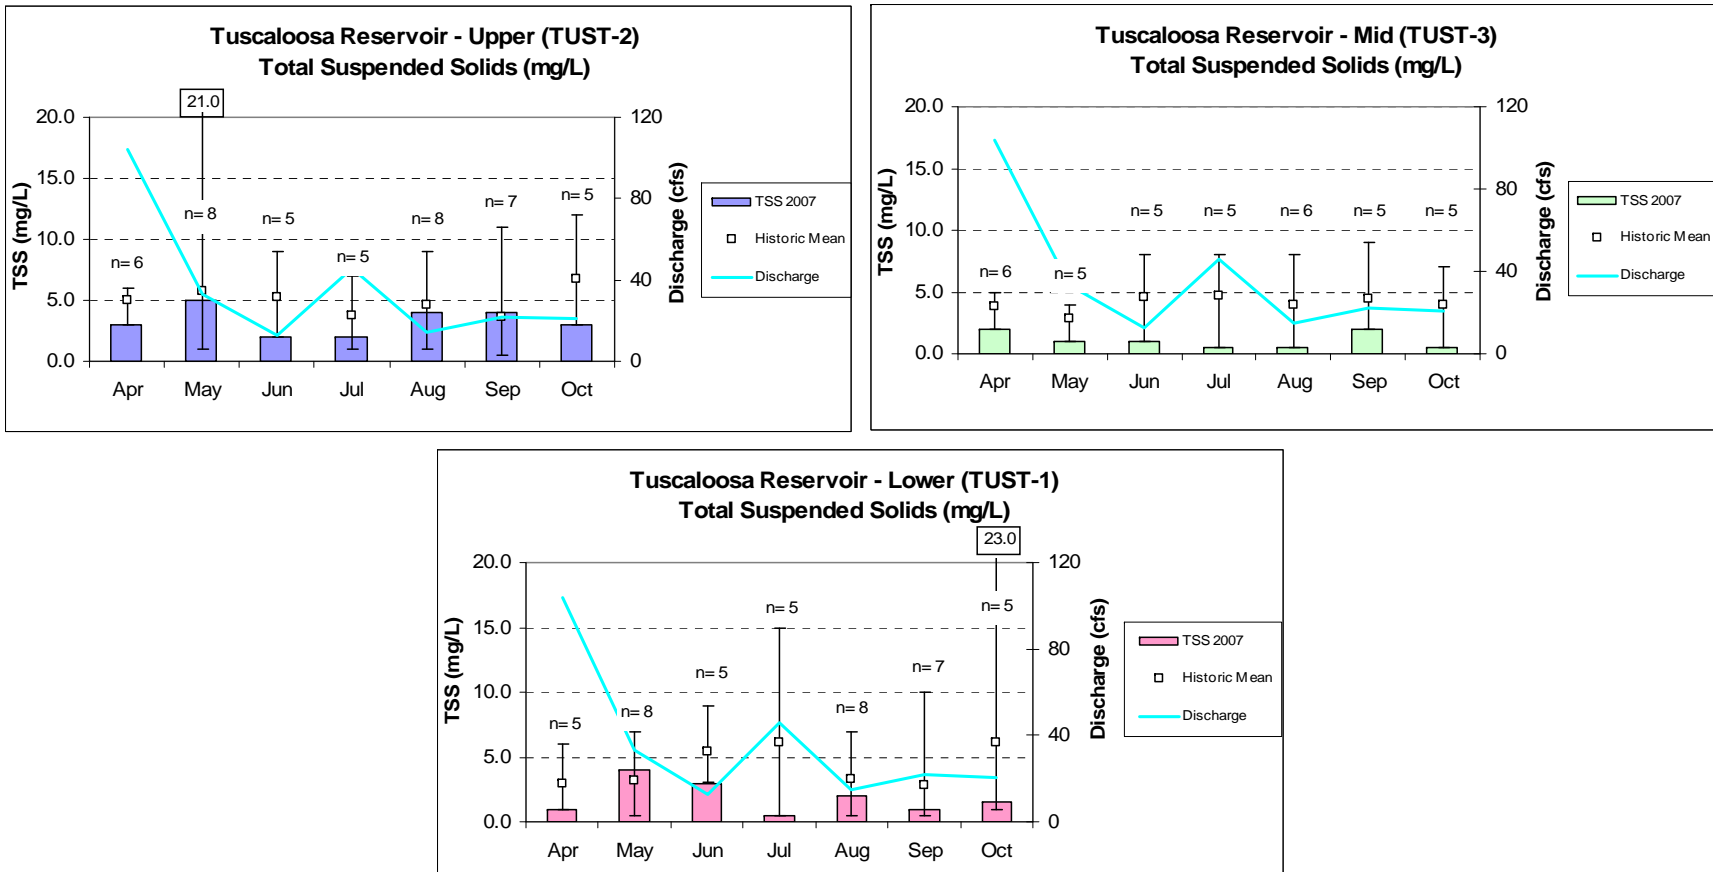 Tuscaloosa Reservoir - Upper (TUST-2)
Total Suspended Solids (mg/L)
21.0
20.0
15.0
10.0
5.0
0.0
TSS (mg/L)
n= 6
n= 8
n= 5
n= 5
n= 8
n= 7
n= 5
120
80
40
0
Discharge (cfs)
Apr May Jun Jul Aug Sep Oct
TSS 2007
Historic Mean
Discharge
Tuscaloosa Reservoir - Mid (TUST-3)
Total Suspended Solids (mg/L)
20.0
15.0
10.0
5.0
0.0
TSS (mg/L)
n= 6
n= 5
n= 5
n= 5
n= 6
n= 5
n= 5
120
80
40
0
Discharge (cfs)
Apr May Jun Jul Aug Sep Oct
TSS 2007
Historic Mean
Discharge
Tuscaloosa Reservoir - Lower (TUST-1)
Total Suspended Solids (mg/L)
23.0
20.0
15.0
10.0
5.0
0.0
TSS (mg/L)
n= 5
n= 8
n= 5
n= 5
n= 8
n= 7
n= 5
120
80
40
0
Discharge (cfs)
Apr May Jun Jul Aug Sep Oct
TSS 2007
Historic Mean
Discharge